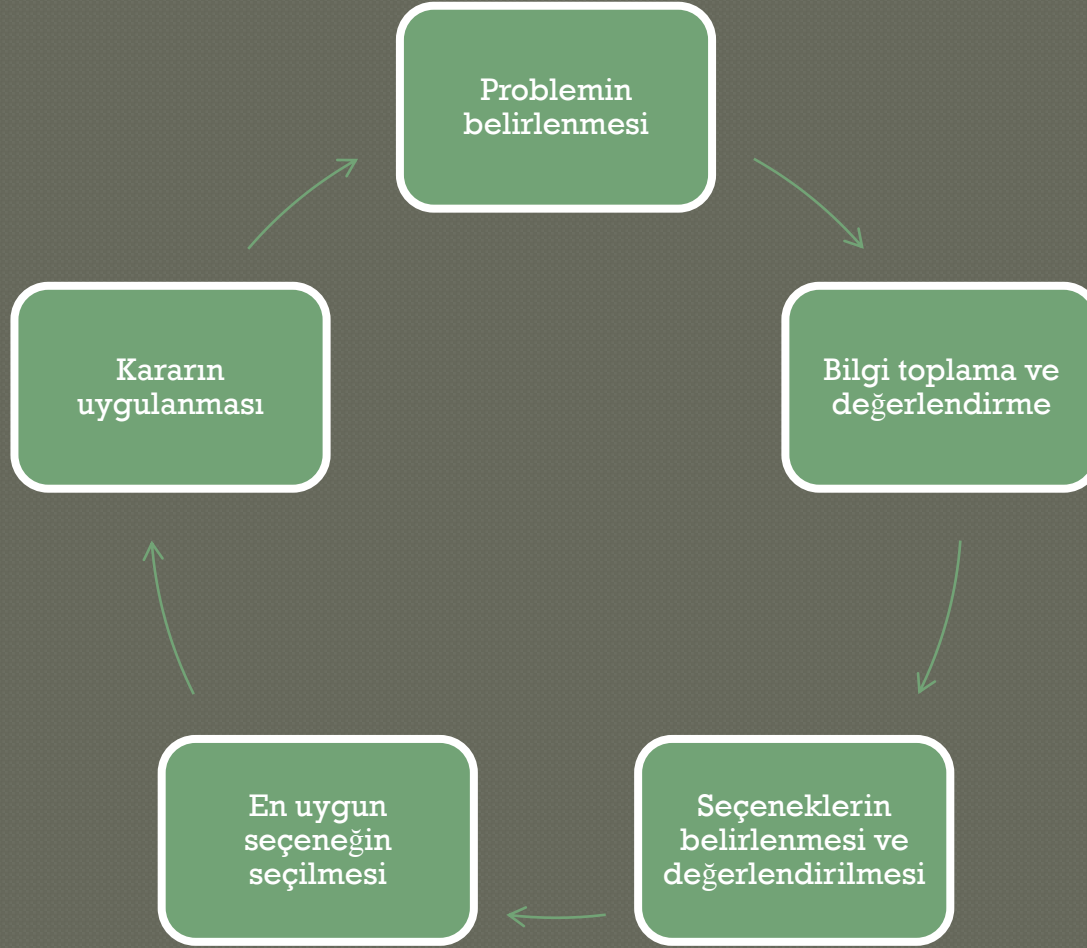 Problemin
belirlenmesi
Bilgi toplama ve
değerlendirme
Seçeneklerin
belirlenmesi ve
değerlendirilmesi
En uygun
seçeneğin
seçilmesi
Kararın
uygulanması